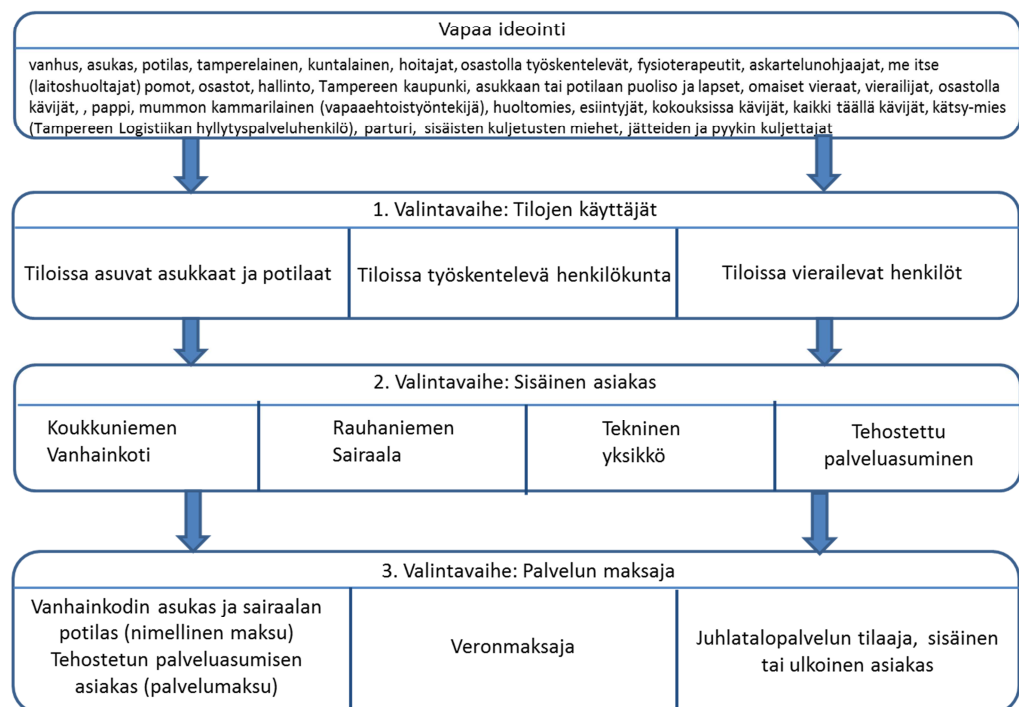 Vapaa ideointi
vanhus, asukas, potilas, tamperelainen, kuntalainen, hoitajat, osastolla työskentelevät, fysioterapeutit, askartelunohjaajat, me itse
(laitoshuoltajat) pomot, osastot, hallinto, Tampereen kaupunki, asukkaan tai potilaan puoliso ja lapset, omaiset vieraat, vierailijat, osastolla
kävijät, , pappi, mummon kammarilainen (vapaaehtoistyöntekijä), huoltomies, esiintyjät, kokouksissa kävijät, kaikki täällä kävijät, kätsy-mies
(Tampereen Logistiikan hyllytyspalveluhenkilö), parturi, sisäisten kuljetusten miehet, jätteiden ja pyykin kuljettajat
1. Valintavaihe: Tilojen käyttäjät
Tiloissa asuvat asukkaat ja potilaat
Tiloissa työskentelevä henkilökunta
Tiloissa vierailevat henkilöt
2. Valintavaihe: Sisäinen asiakas
Koukkuniemen
Vanhainkoti
Rauhaniemen
Sairaala
Tekninen
yksikkö
Tehostettu
palveluasuminen
3. Valintavaihe: Palvelun maksaja
Vanhainkodin asukas ja sairaalan
potilas (nimellinen maksu)
Tehostetun palveluasumisen
asiakas (palvelumaksu)
Veronmaksaja
Juhlatalopalvelun tilaaja, sisäinen
tai ulkoinen asiakas